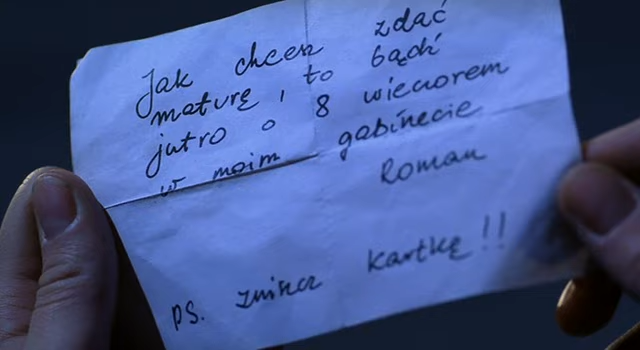 Jak chcesz zdać
maturę, to bądź
jutro o 8 wieczorem
w moim gabinecie
Roman
PS. zniszcz kartkę!!